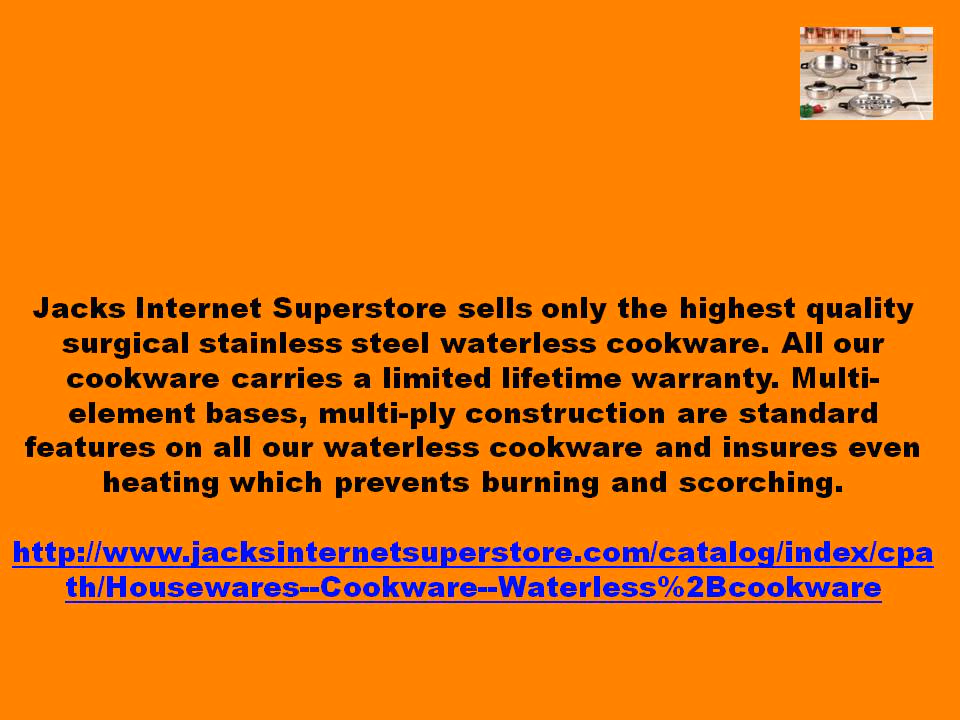 Jacks Internet Superstore sells only the highest quality
surgical stainless steel waterless cookware. All our
cookware carries a limited lifetime warranty. Multi-
element bases, multi-ply construction are standard
features on all our waterless cookware and insures even
heating which prevents burning and scorching.
http://www.jacksinternetsuperstore.com/catalog/index/cpa
th/Housewares--Cookware--Waterless%2Bcookware